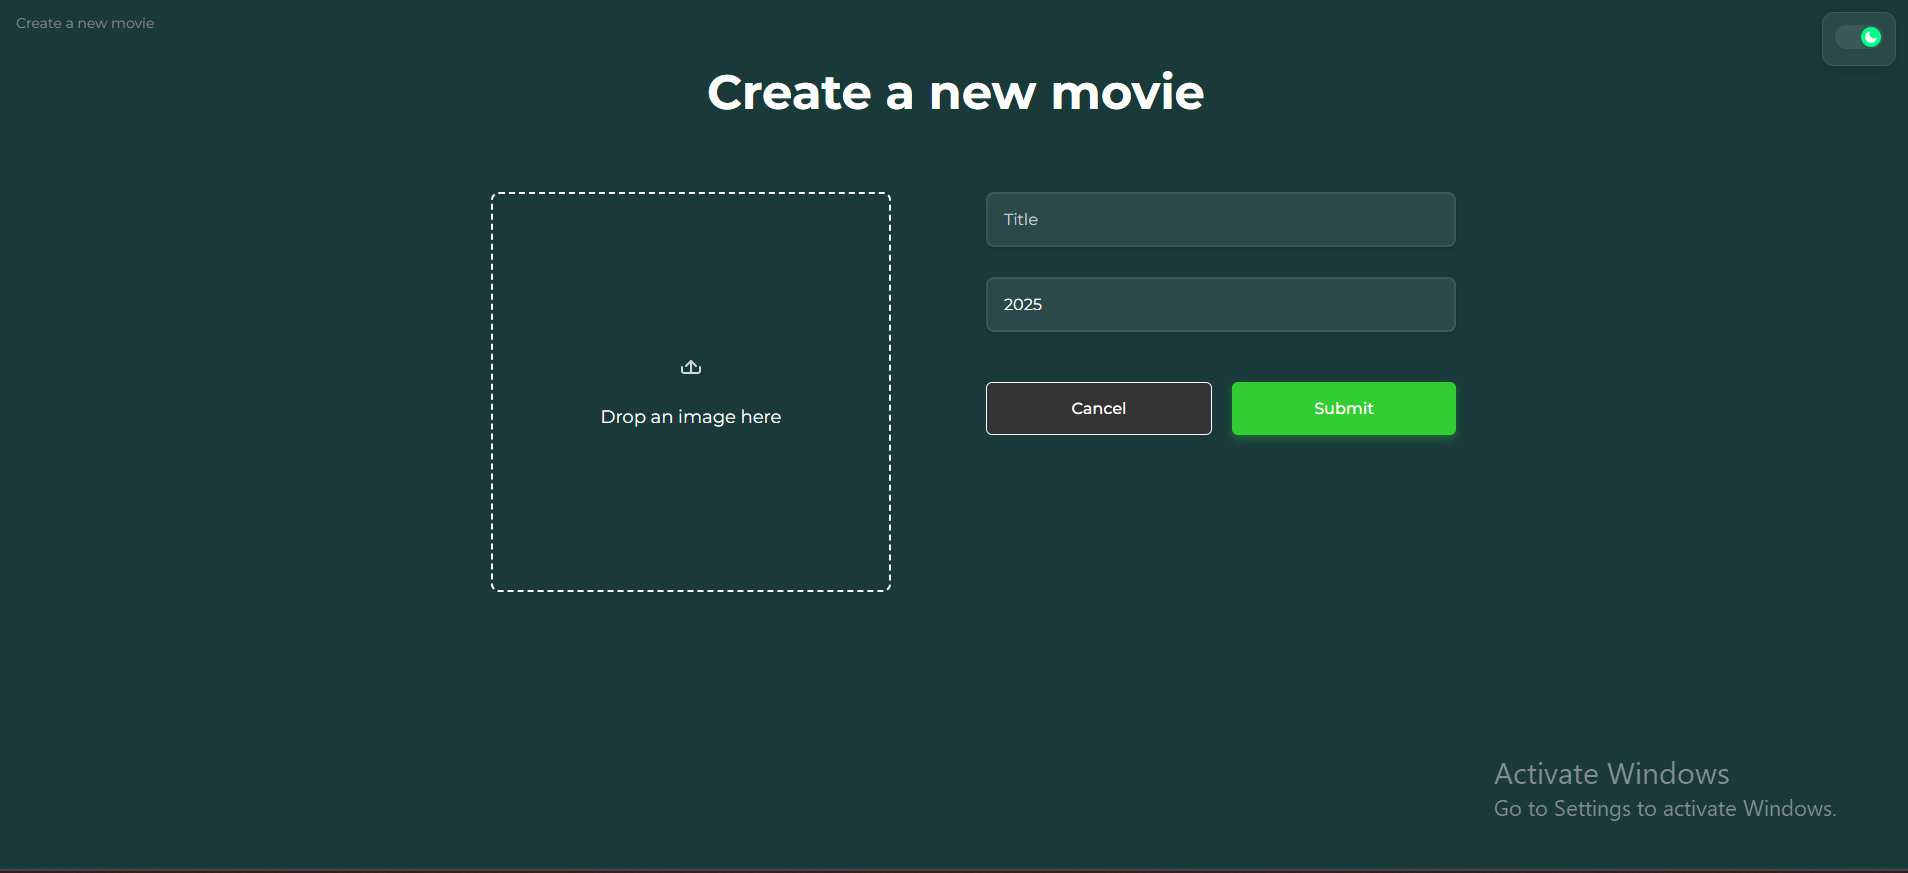 Create a new movie
Create a new movie
Title
2025
Drop an image here
Cancel
Submit
Activate Windows
Go to Settings to activate Windows.